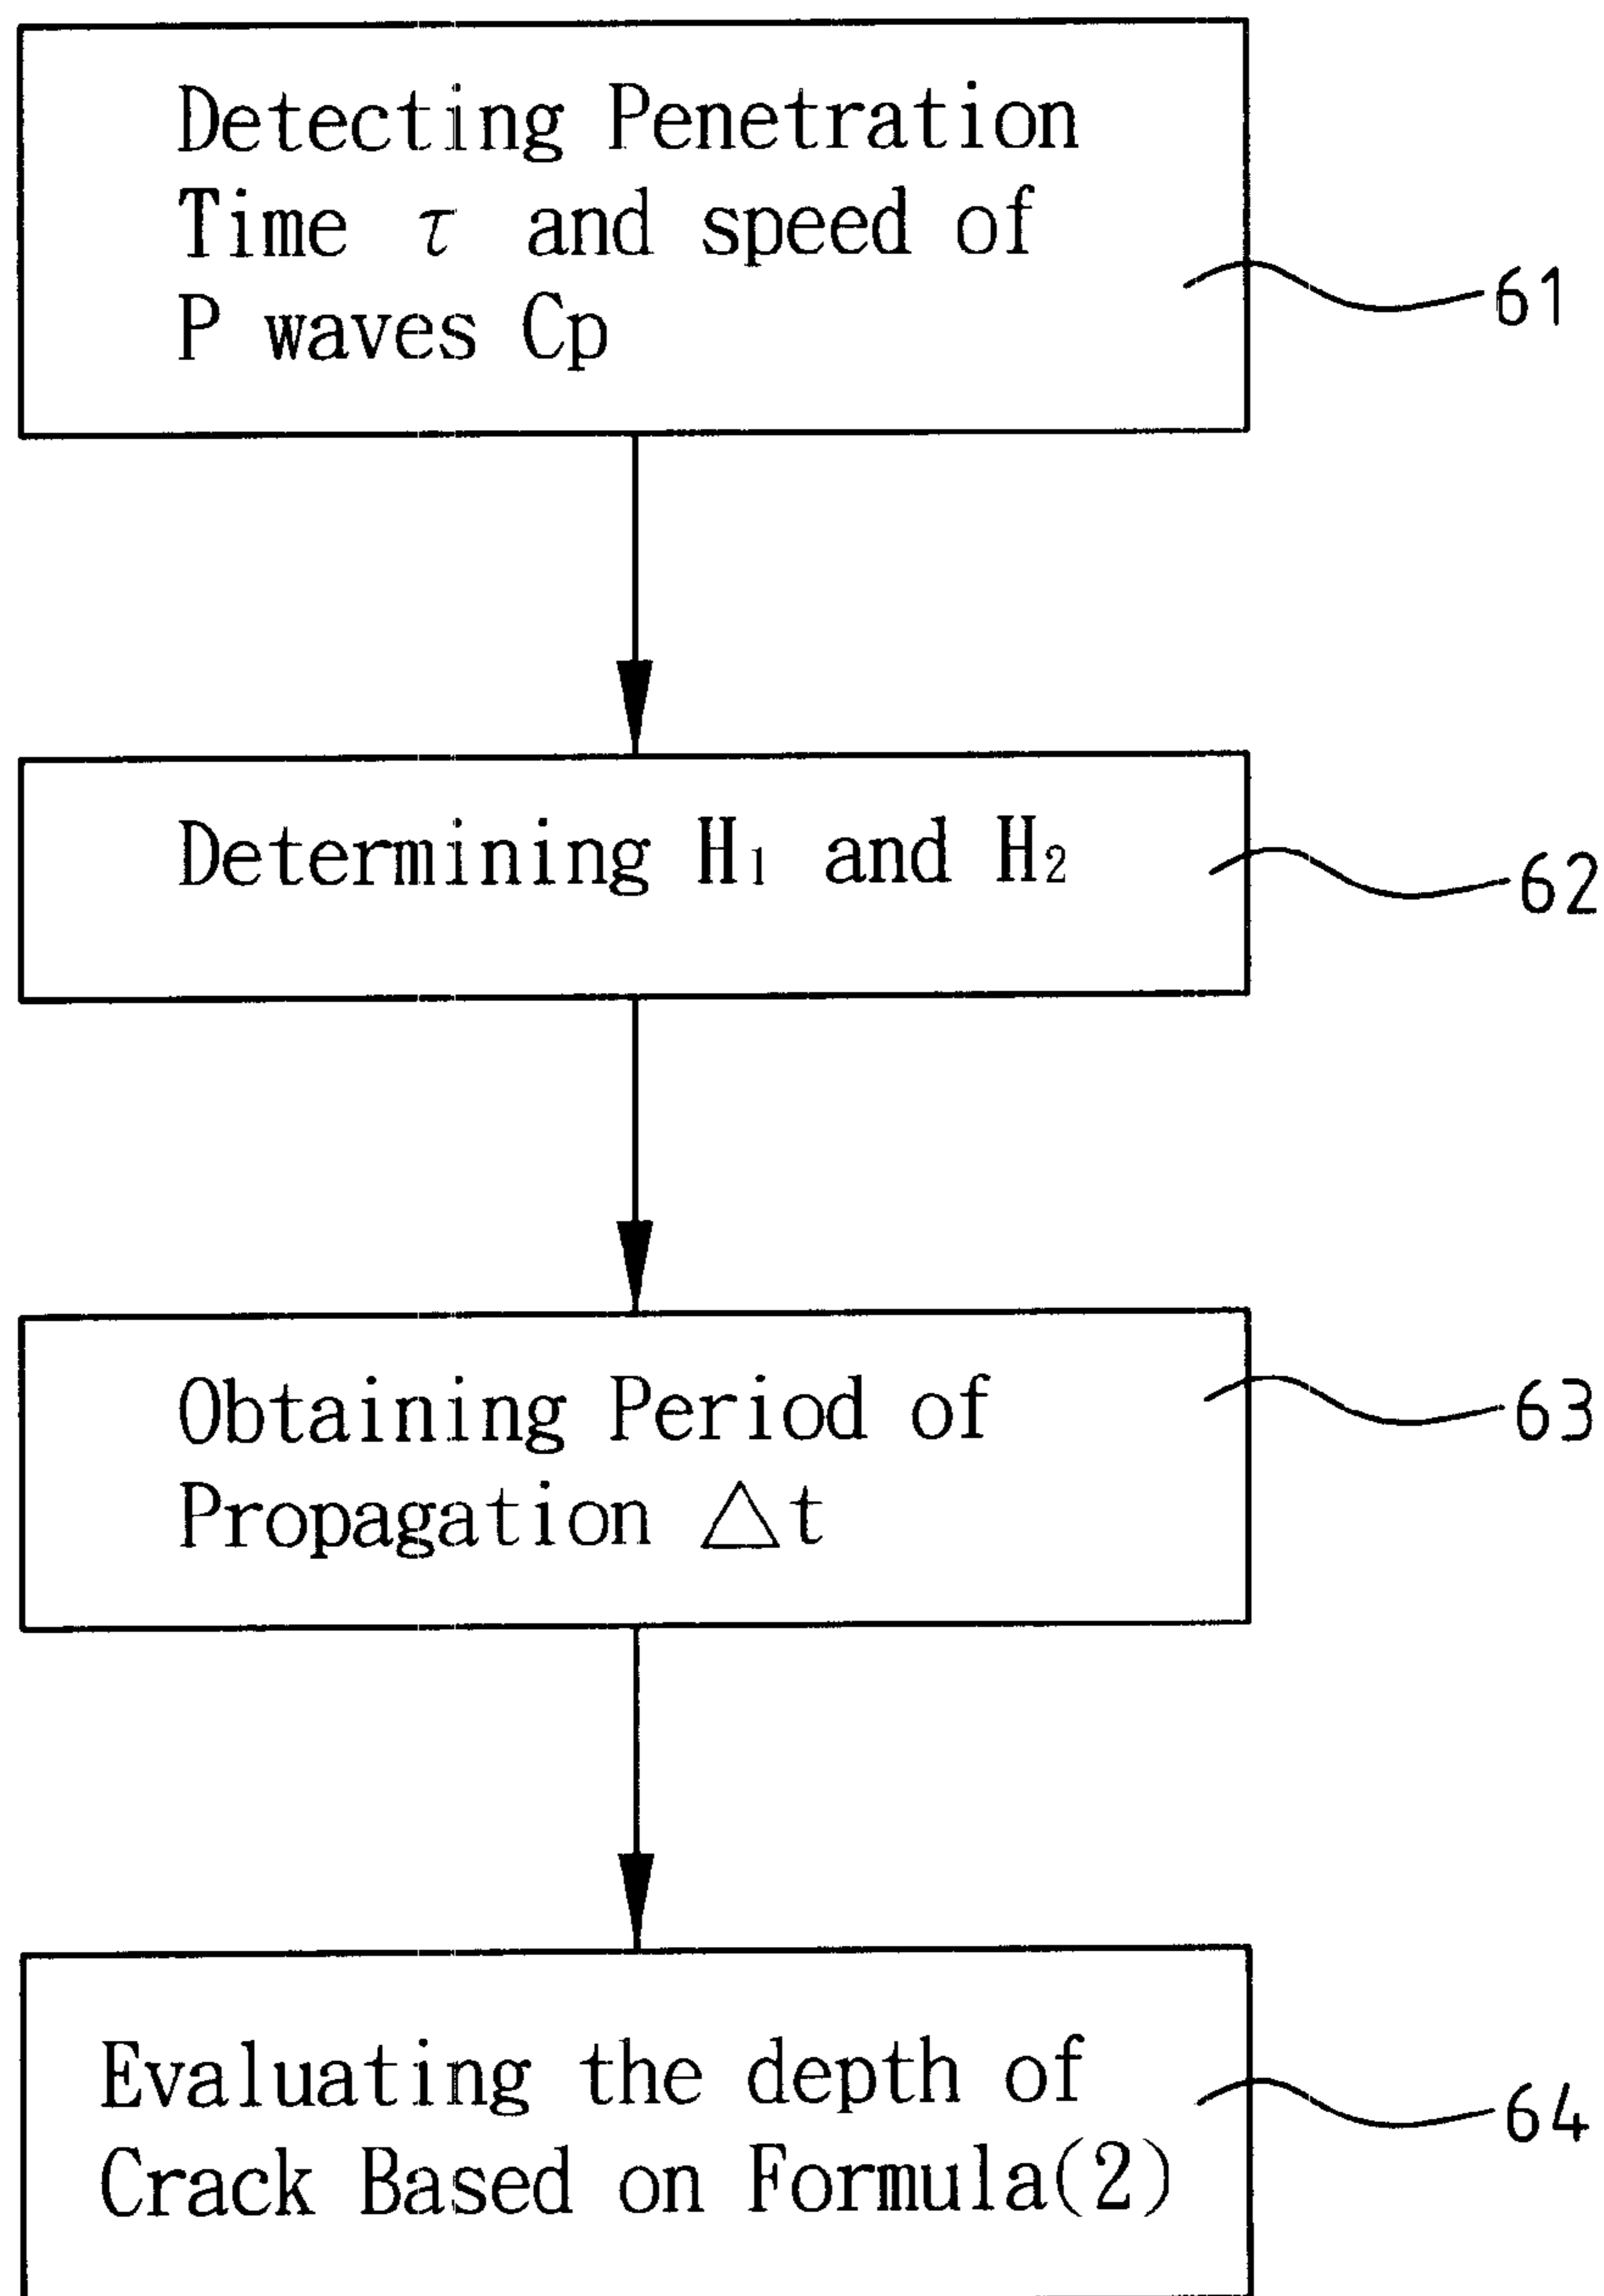 Detecting Penetration
Time τ and speed of
P waves Cp
61
Determining H₁ and H₂
62
Obtaining Period of
Propagation △t
63
Evaluating the depth of
Crack Based on Formula(2)
64